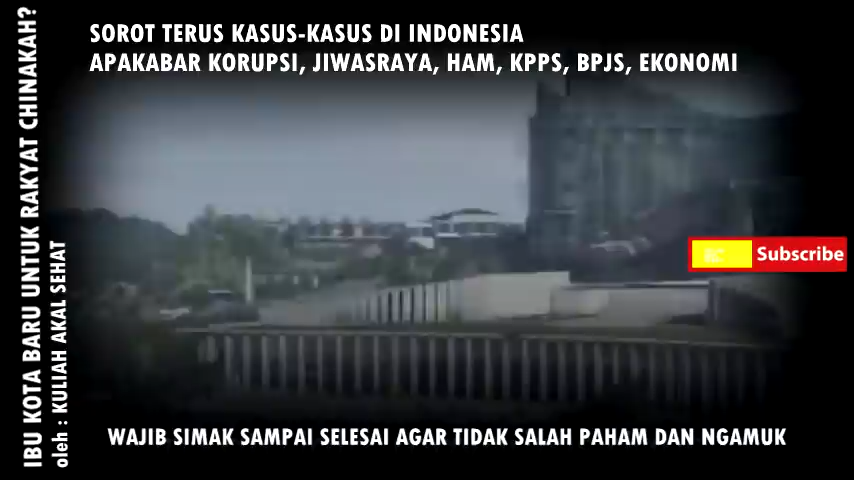 SOROT TERUS KASUS-KASUS DI INDONESIA
APAKABAR KORUPSI, JIWASRAYA, HAM, KPPS, BPJS, EKONOMI
IBU KOTA BARU UNTUK RAKYAT CHINAKAH?
oleh : KULIAH AKAL SEHAT
Subscribe
WAJIB SIMAK SAMPAI SELESAI AGAR TIDAK SALAH PAHAM DAN NGAMUK